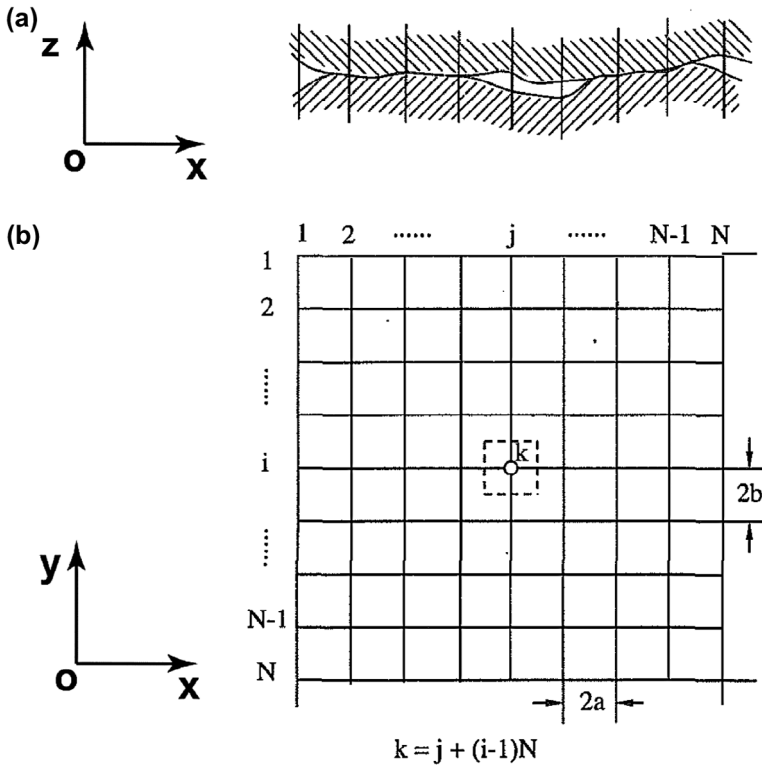 (a)
z
o
x
(b)
1 2 ...... j ...... N-1 N
1
2
......
i
k
2b
......
y
N-1
o
x
N
2a
k = j + (i-1)N